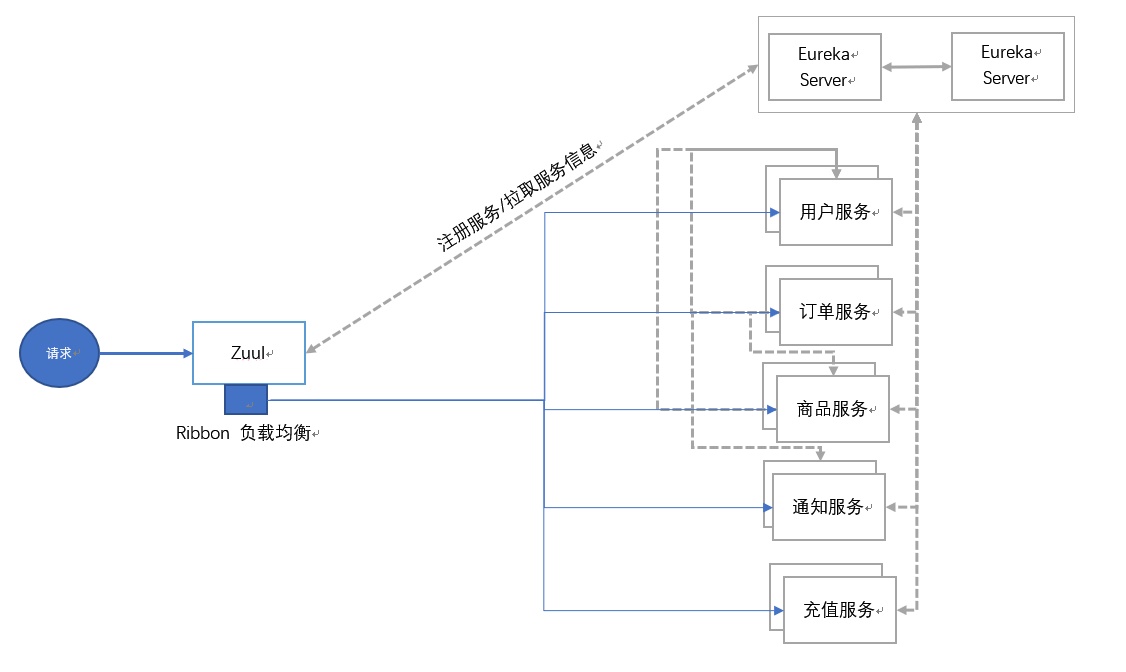 Eureka
Server
Eureka
Server
注册服务/拉取服务信息
用户服务
订单服务
请求
Zuul
商品服务
Ribbon 负载均衡
通知服务
充值服务